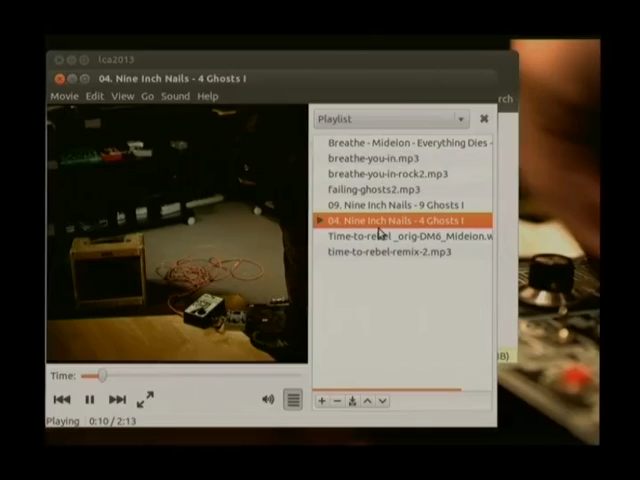 lca2013
04. Nine Inch Nails - 4 Ghosts I
Movie Edit View Go Sound Help
rch
Playlist
Breathe - Mideion - Everything Dies -
breathe-you-in.mp3
breathe-you-in-rock2.mp3
failing-ghosts2.mp3
09. Nine Inch Nails - 9 Ghosts I
04. Nine Inch Nails - 4 Ghosts I
Time-to-rebel _orig-DM6_Mideion.w
time-to-rebel-remix-2.mp3
B)
Time:
Playing 0:10 / 2:13